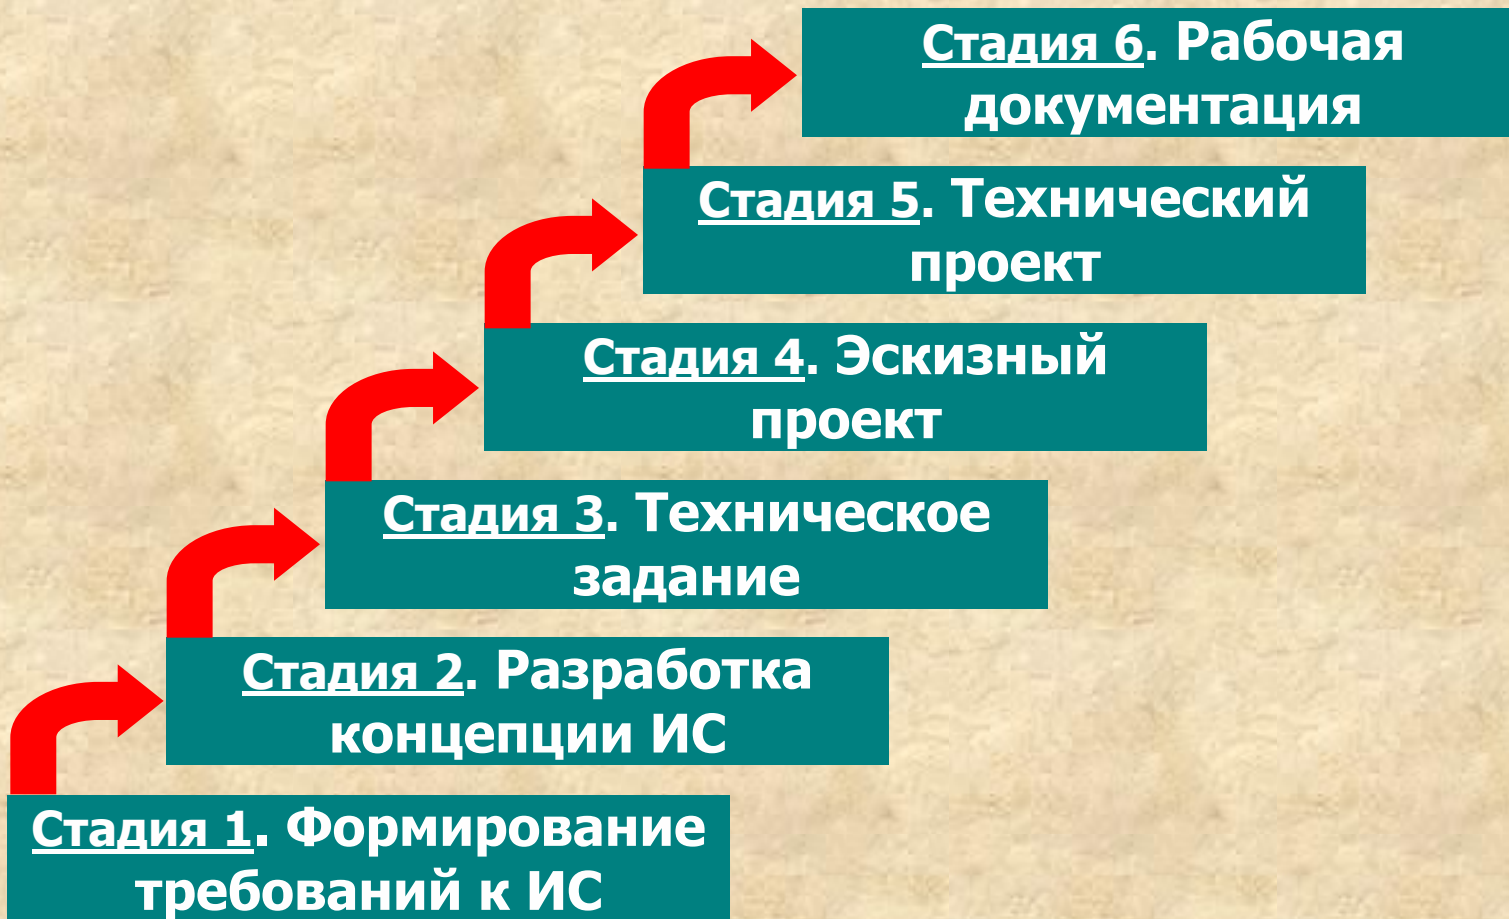 Стадия 6. Рабочая
документация
Стадия 5. Технический
проект
Стадия 4. Эскизный
проект
Стадия 3. Техническое
задание
Стадия 2. Разработка
концепции ИС
Стадия 1. Формирование
требований к ИС